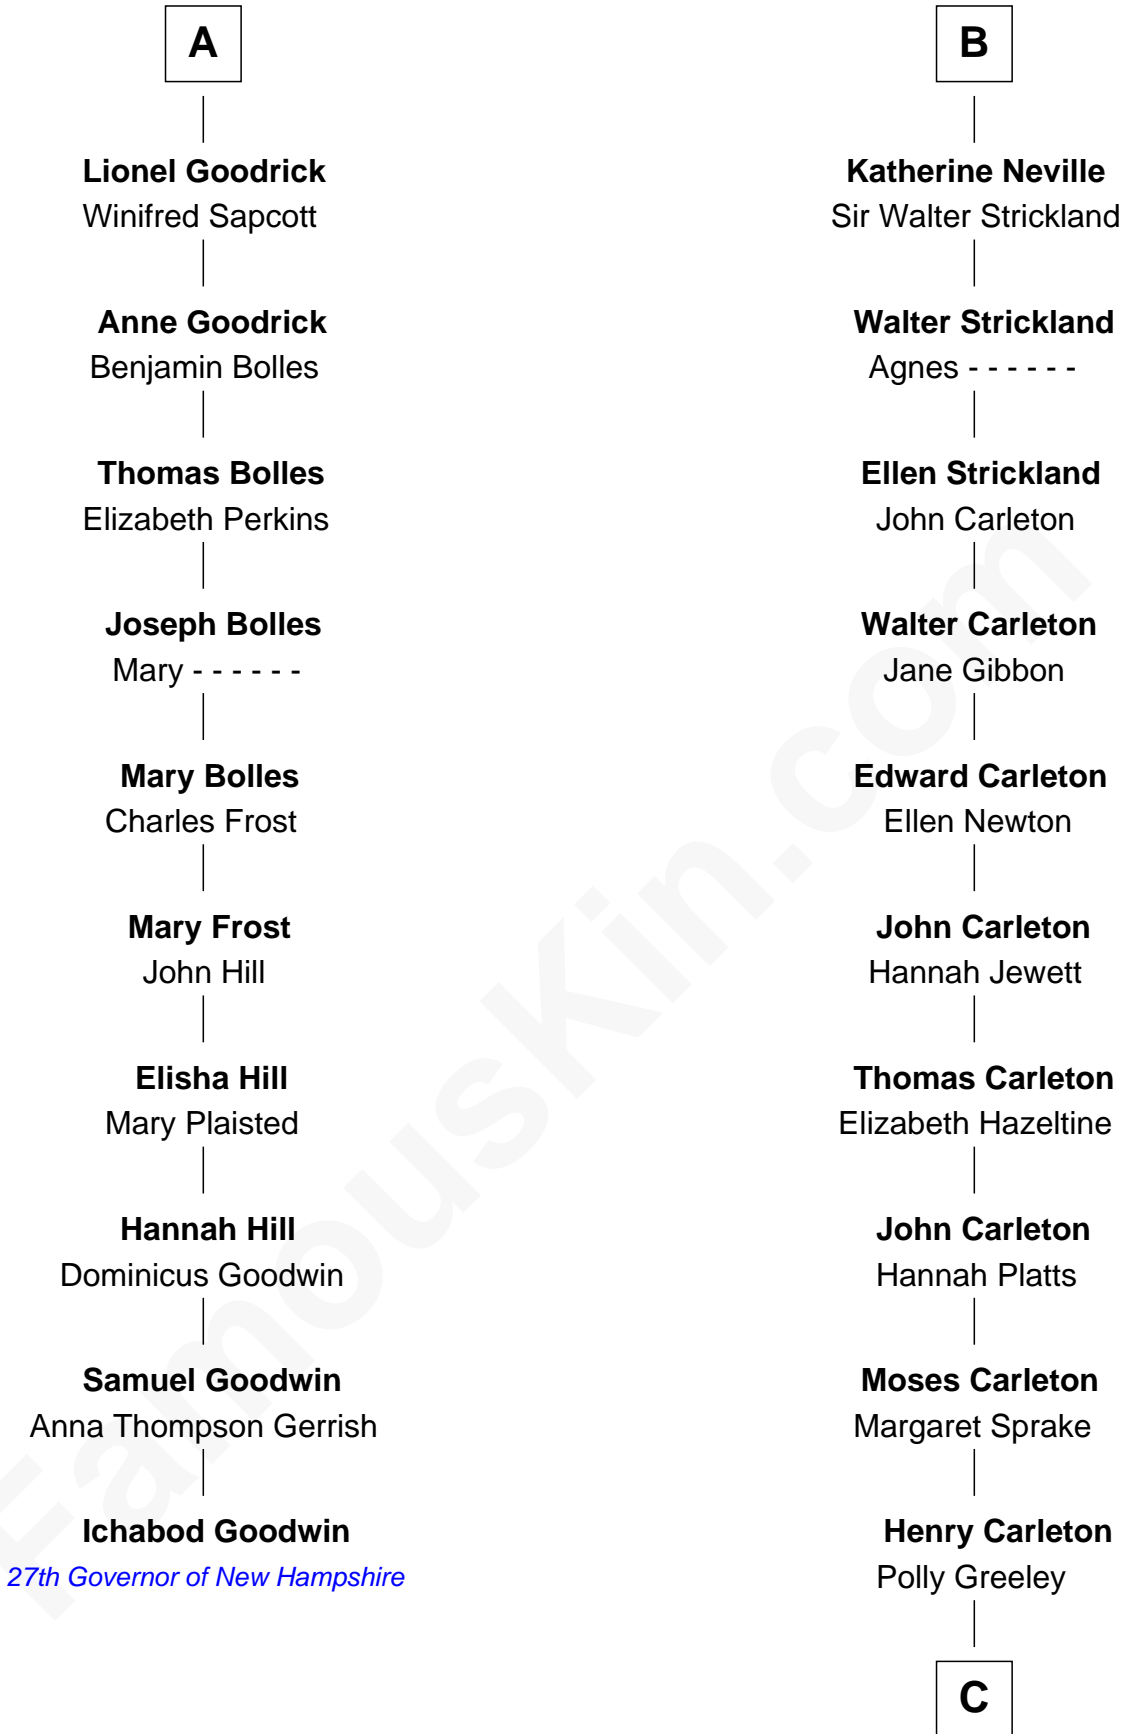 A
Lionel Goodrick
Winifred Sapcott
Anne Goodrick
Benjamin Bolles
Thomas Bolles
Elizabeth Perkins
Joseph Bolles
Mary - - - - - -
Mary Bolles
Charles Frost
Mary Frost
John Hill
Elisha Hill
Mary Plaisted
Hannah Hill
Dominicus Goodwin
Samuel Goodwin
Anna Thompson Gerrish
Ichabod Goodwin
27th Governor of New Hampshire
B
Katherine Neville
Sir Walter Strickland
Walter Strickland
Agnes - - - - - -
Ellen Strickland
John Carleton
Walter Carleton
Jane Gibbon
Edward Carleton
Ellen Newton
John Carleton
Hannah Jewett
Thomas Carleton
Elizabeth Hazeltine
John Carleton
Hannah Platts
Moses Carleton
Margaret Sprake
Henry Carleton
Polly Greeley
C
FamousKin.com